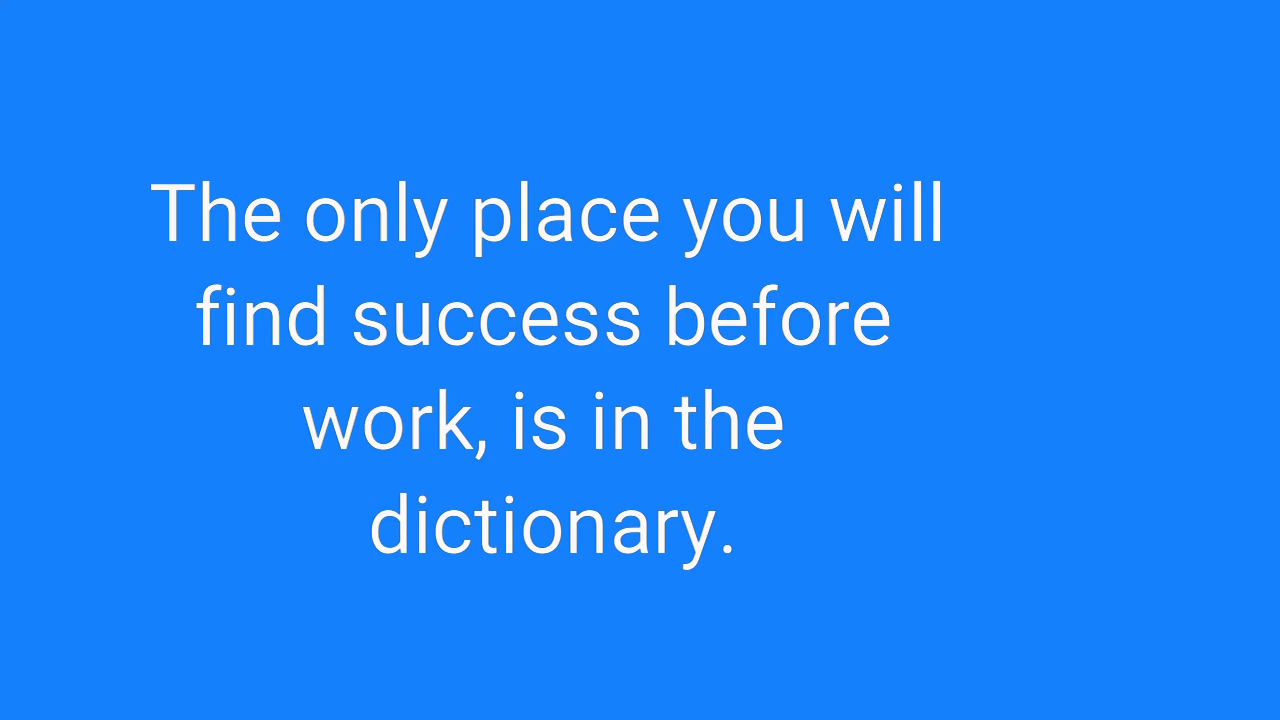 The only place you will
find success before
work, is in the
dictionary.